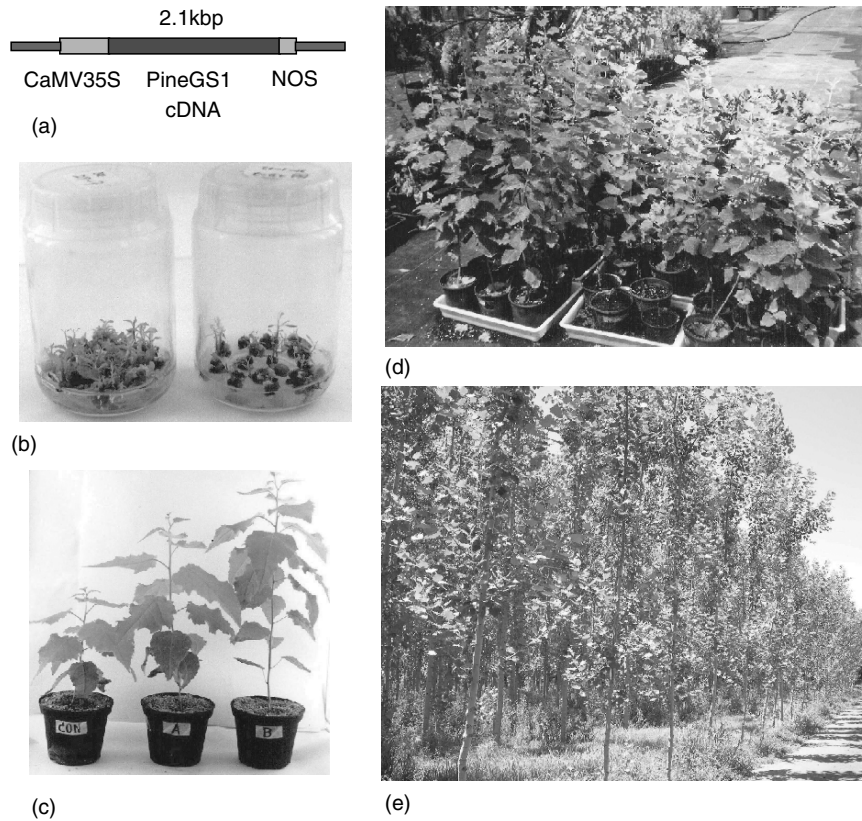 2.1kbp
CaMV35S PineGS1 NOS
cDNA
(a)
(b)
CON A B
(c)
(d)
(e)